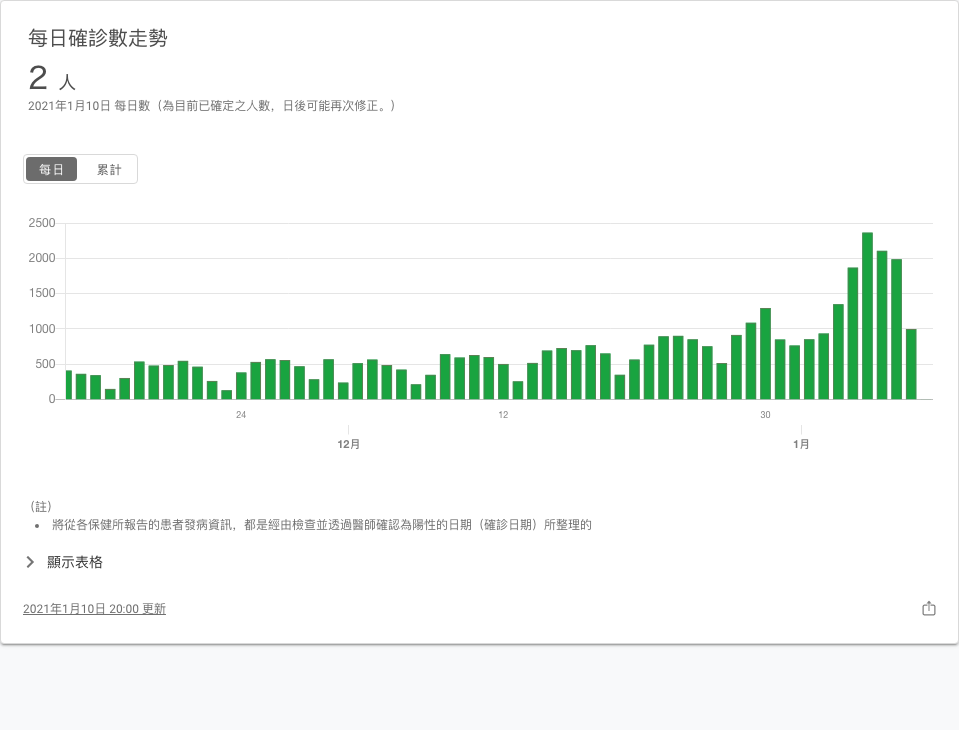 每日確診數走勢
2 人
2021年1月10日 每日數（為目前已確定之人數，日後可能再次修正。）
每日 累計
2500
2000
1500
1000
500
0
24 12 30
12月 1月
（註）
• 將從各保健所報告的患者發病資訊，都是經由檢查並透過醫師確認為陽性的日期（確診日期）所整理的
顯示表格
2021年1月10日 20:00 更新